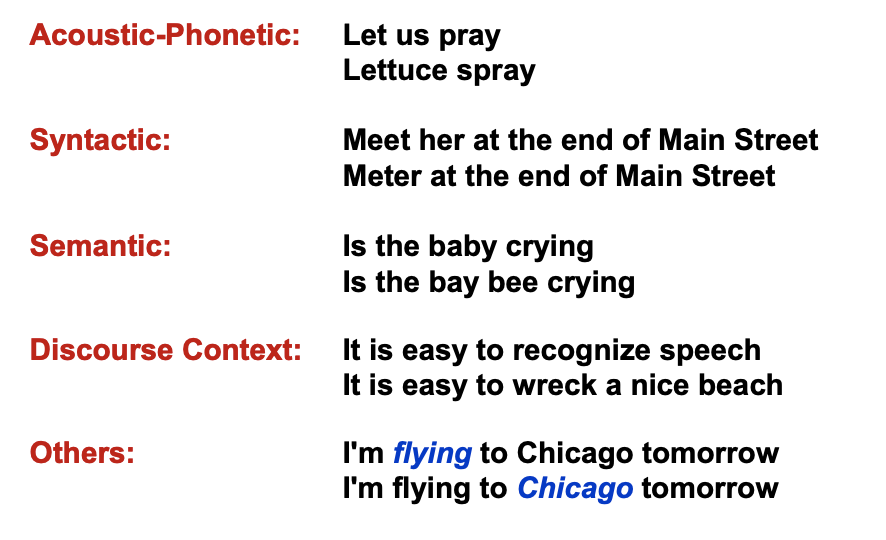 Acoustic-Phonetic: Let us pray
Lettuce spray
Syntactic: Meet her at the end of Main Street
Meter at the end of Main Street
Semantic: Is the baby crying
Is the bay bee crying
Discourse Context: It is easy to recognize speech
It is easy to wreck a nice beach
Others: I'm flying to Chicago tomorrow
I'm flying to Chicago tomorrow